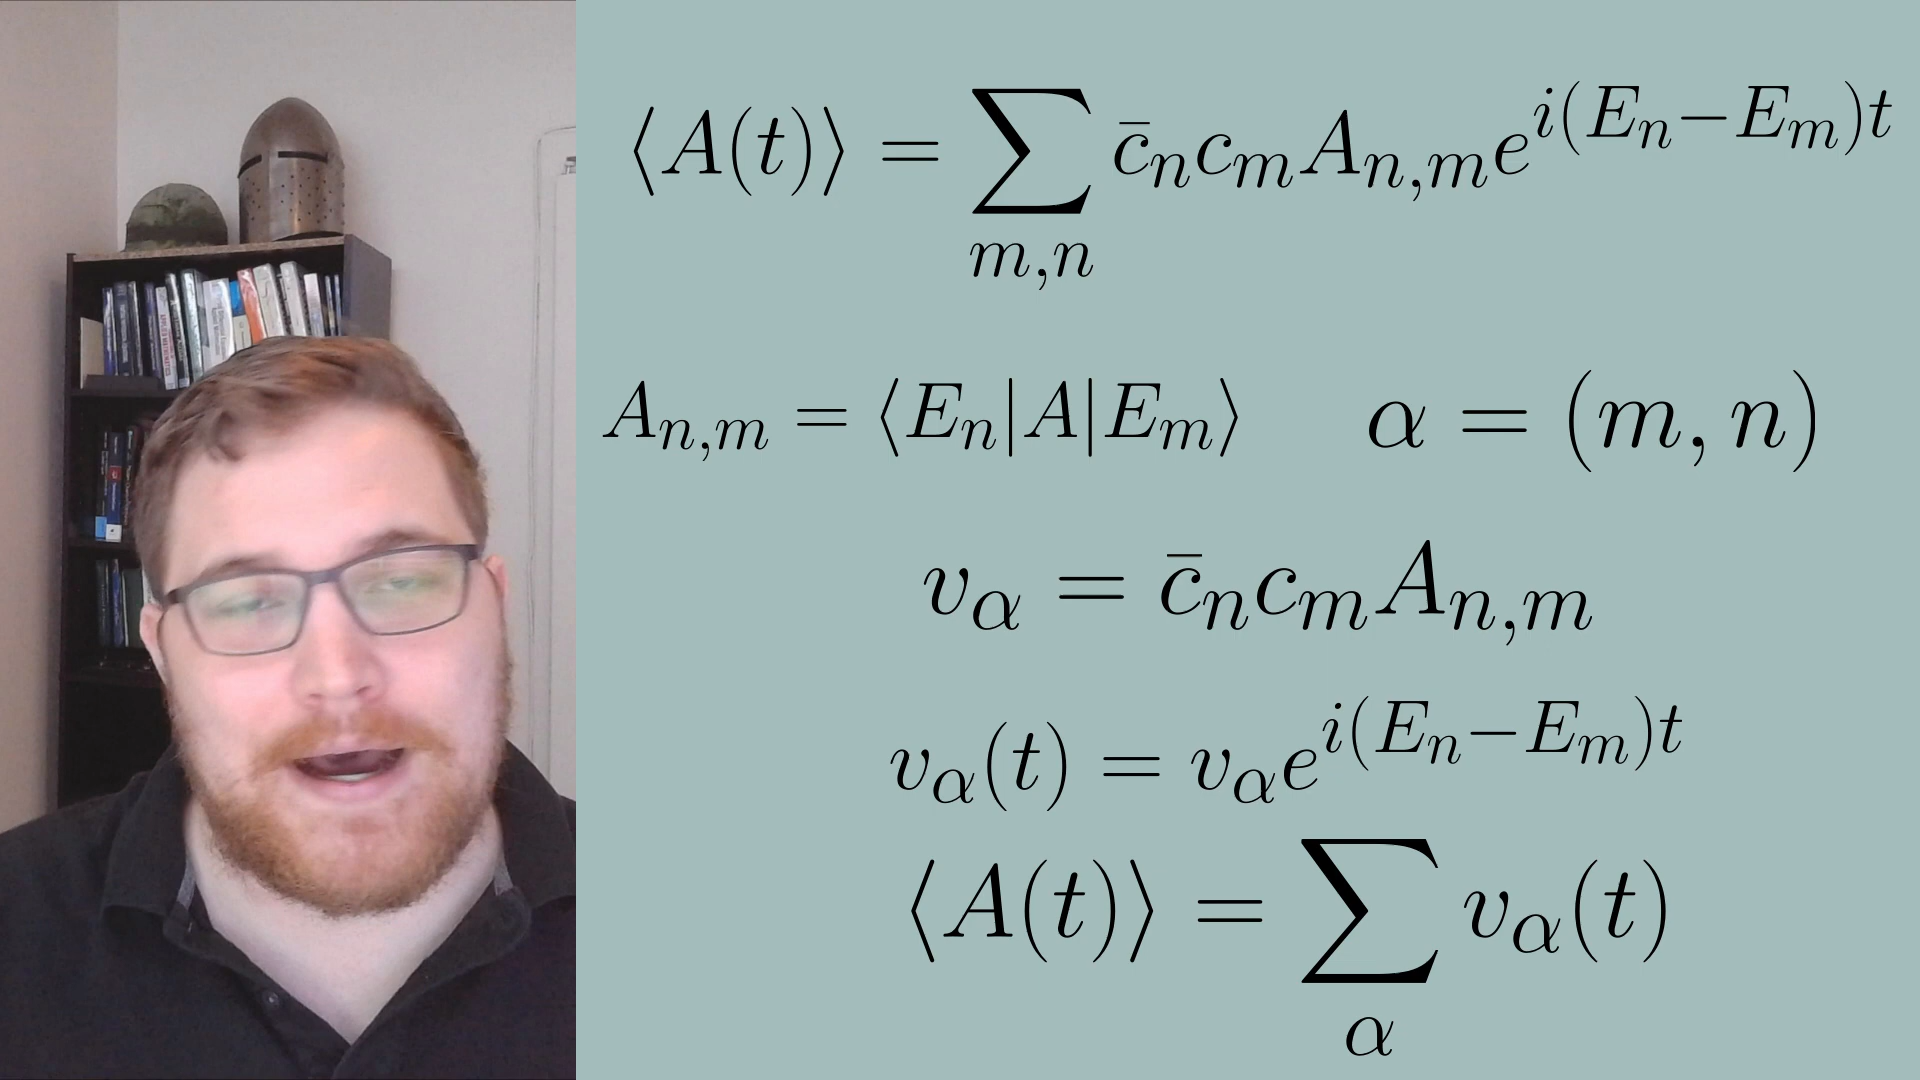 ⟨A(t)⟩ = ∑_{m,n} c̄_n c_m A_{n,m} e^{i(E_n−E_m)t}
A_{n,m} = ⟨E_n|A|E_m⟩ α = (m, n)
v_α = c̄_n c_m A_{n,m}
v_α(t) = v_α e^{i(E_n−E_m)t}
⟨A(t)⟩ = ∑_α v_α(t)